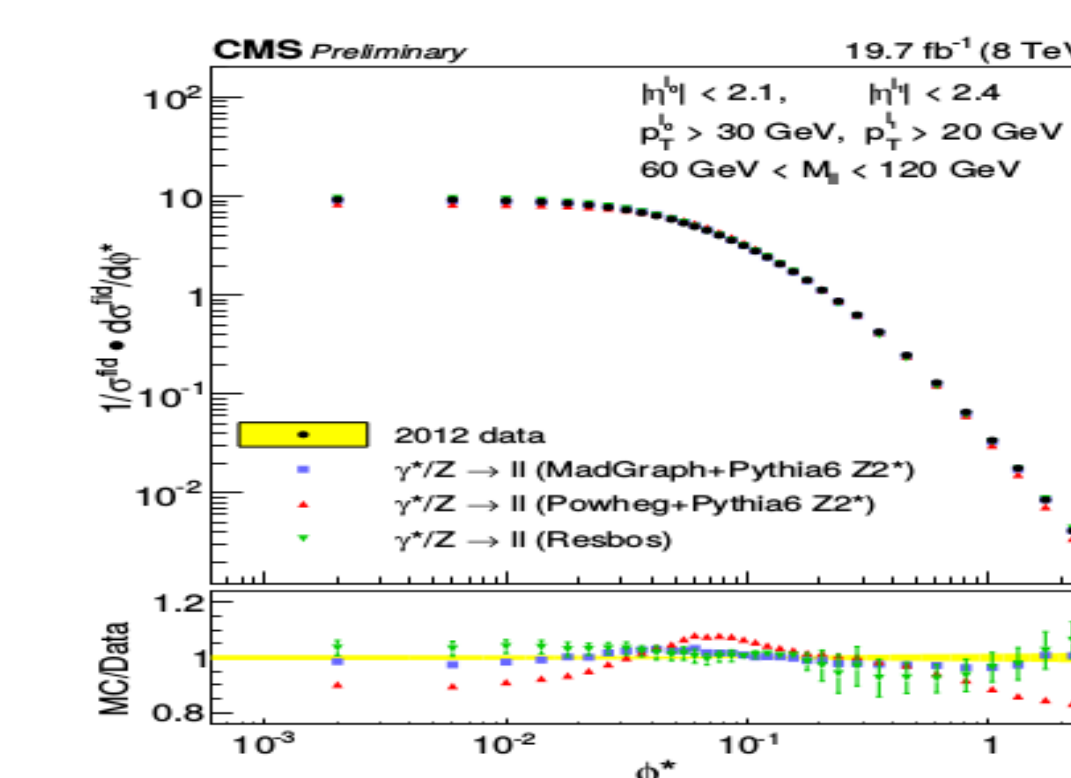 CMS Preliminary 19.7 fb⁻¹ (8 TeV
|η^l₀| < 2.1, |η^l₁| < 2.4
p_T^l₀ > 30 GeV, p_T^l₁ > 20 GeV
60 GeV < M_ll < 120 GeV
10²
10
1
10⁻¹
10⁻²
1/σ^fid • dσ^fid/dϕ*
2012 data
γ*/Z → ll (MadGraph+Pythia6 Z2*)
γ*/Z → ll (Powheg+Pythia6 Z2*)
γ*/Z → ll (Resbos)
1.2
1
0.8
MC/Data
10⁻³ 10⁻² 10⁻¹ 1
ϕ*